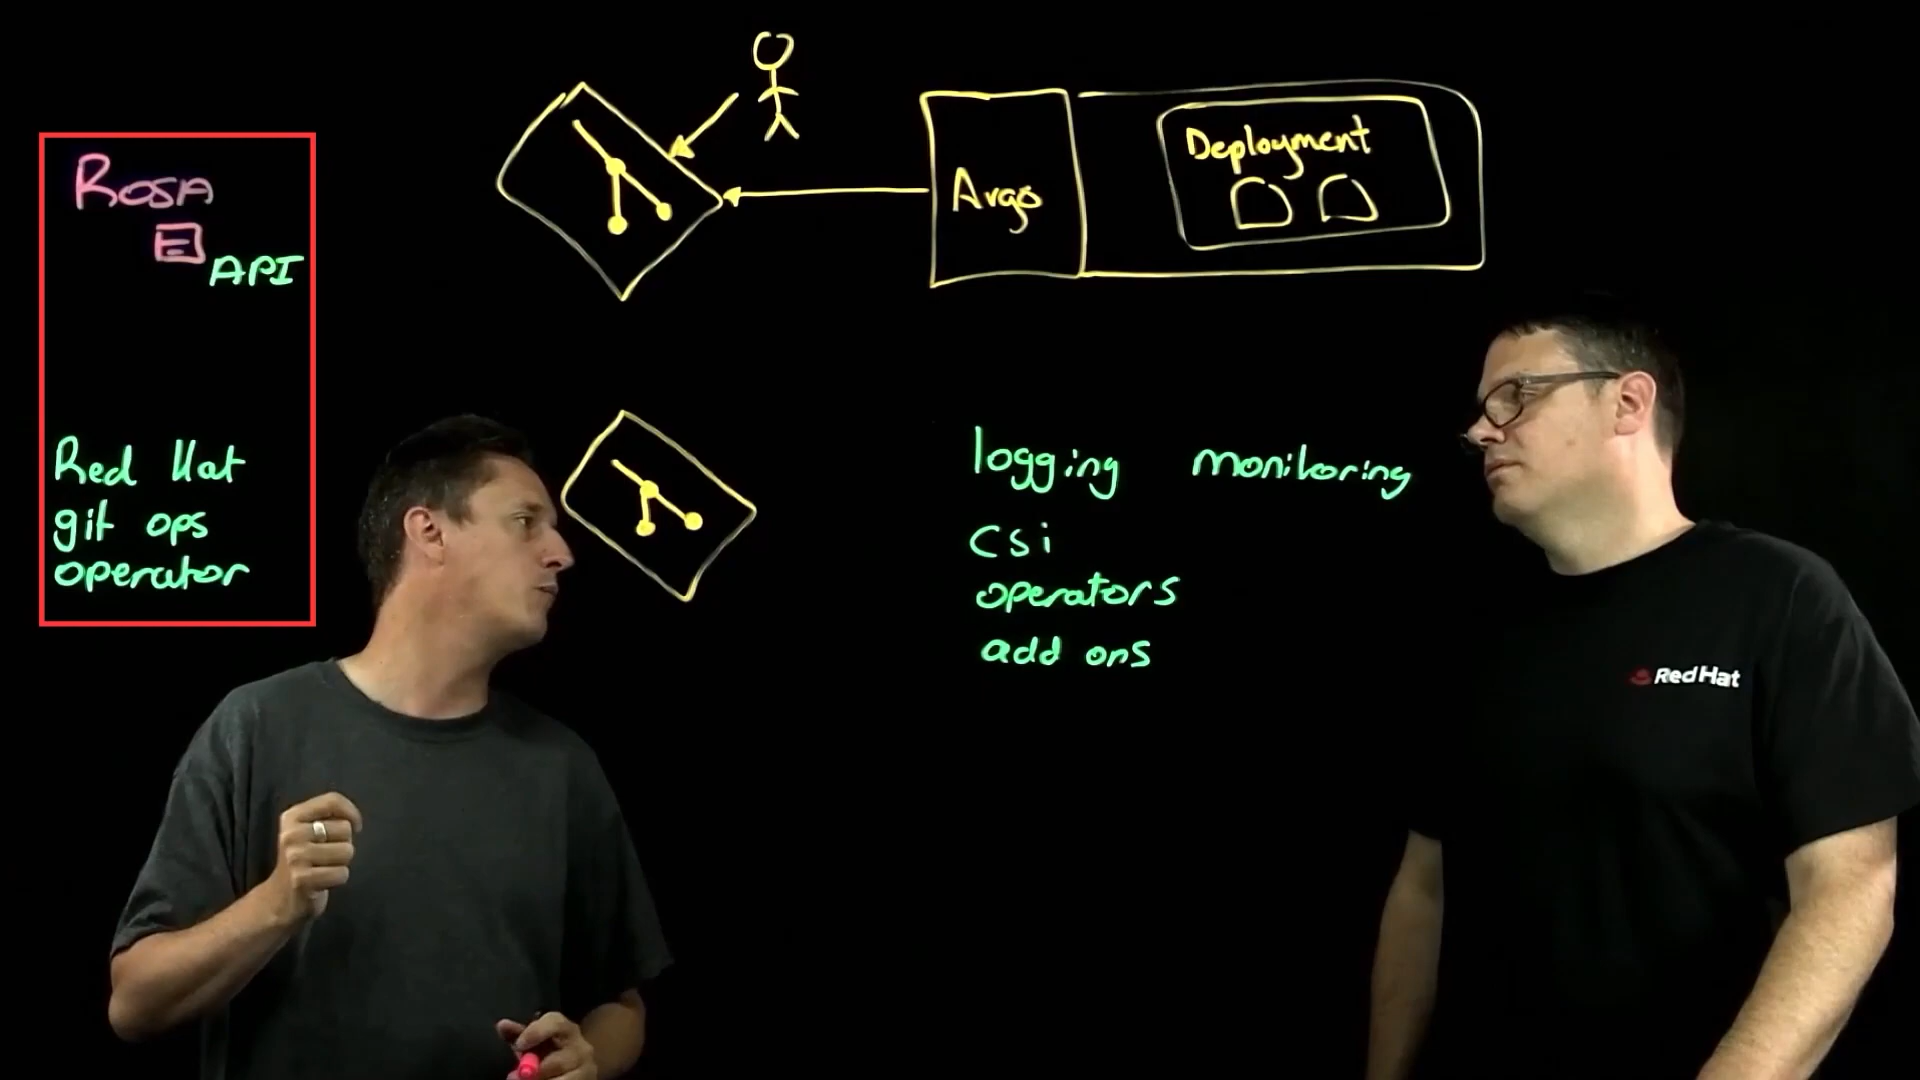 Rosa
API
Red Hat
git ops
operator
Argo
Deployment
logging monitoring
csi
operators
add ons
Red Hat